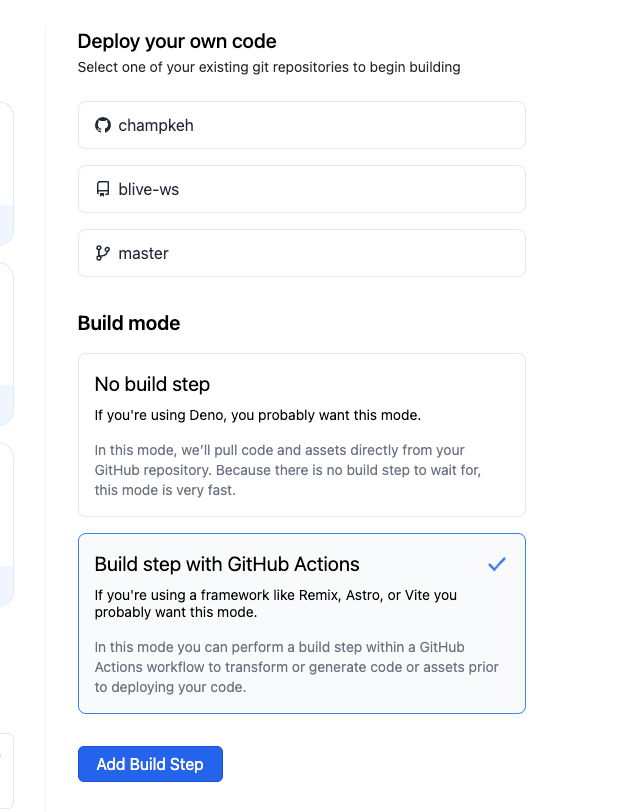 Deploy your own code
Select one of your existing git repositories to begin building
champkeh
blive-ws
master
Build mode
No build step
If you're using Deno, you probably want this mode.
In this mode, we’ll pull code and assets directly from your
GitHub repository. Because there is no build step to wait for,
this mode is very fast.
Build step with GitHub Actions
If you're using a framework like Remix, Astro, or Vite you
probably want this mode.
In this mode you can perform a build step within a GitHub
Actions workflow to transform or generate code or assets prior
to deploying your code.
Add Build Step